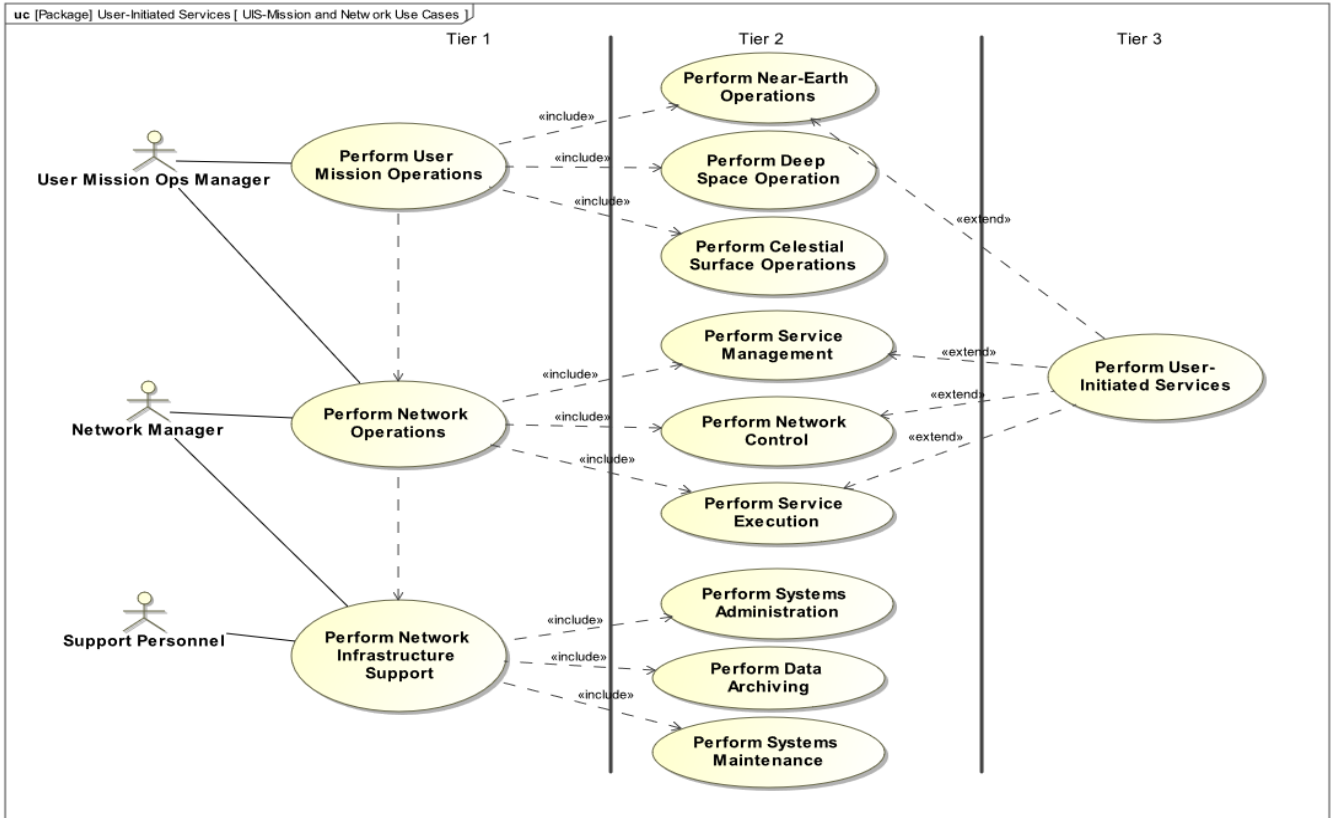 uc [Package] User-Initiated Services [ UIS-Mission and Network Use Cases ]
Tier 1
Tier 2
Tier 3
Perform Near-Earth
Operations
«include»
Perform User
Mission Operations
«include»
Perform Deep
Space Operation
User Mission Ops Manager
«include»
«extend»
Perform Celestial
Surface Operations
Perform Service
Management
«extend»
Perform User-
Initiated Services
«include»
«extend»
Network Manager
Perform Network
Operations
«include»
Perform Network
Control
«extend»
«include»
Perform Service
Execution
Perform Systems
Administration
«include»
Support Personnel
Perform Network
Infrastructure
Support
«include»
Perform Data
Archiving
«include»
Perform Systems
Maintenance